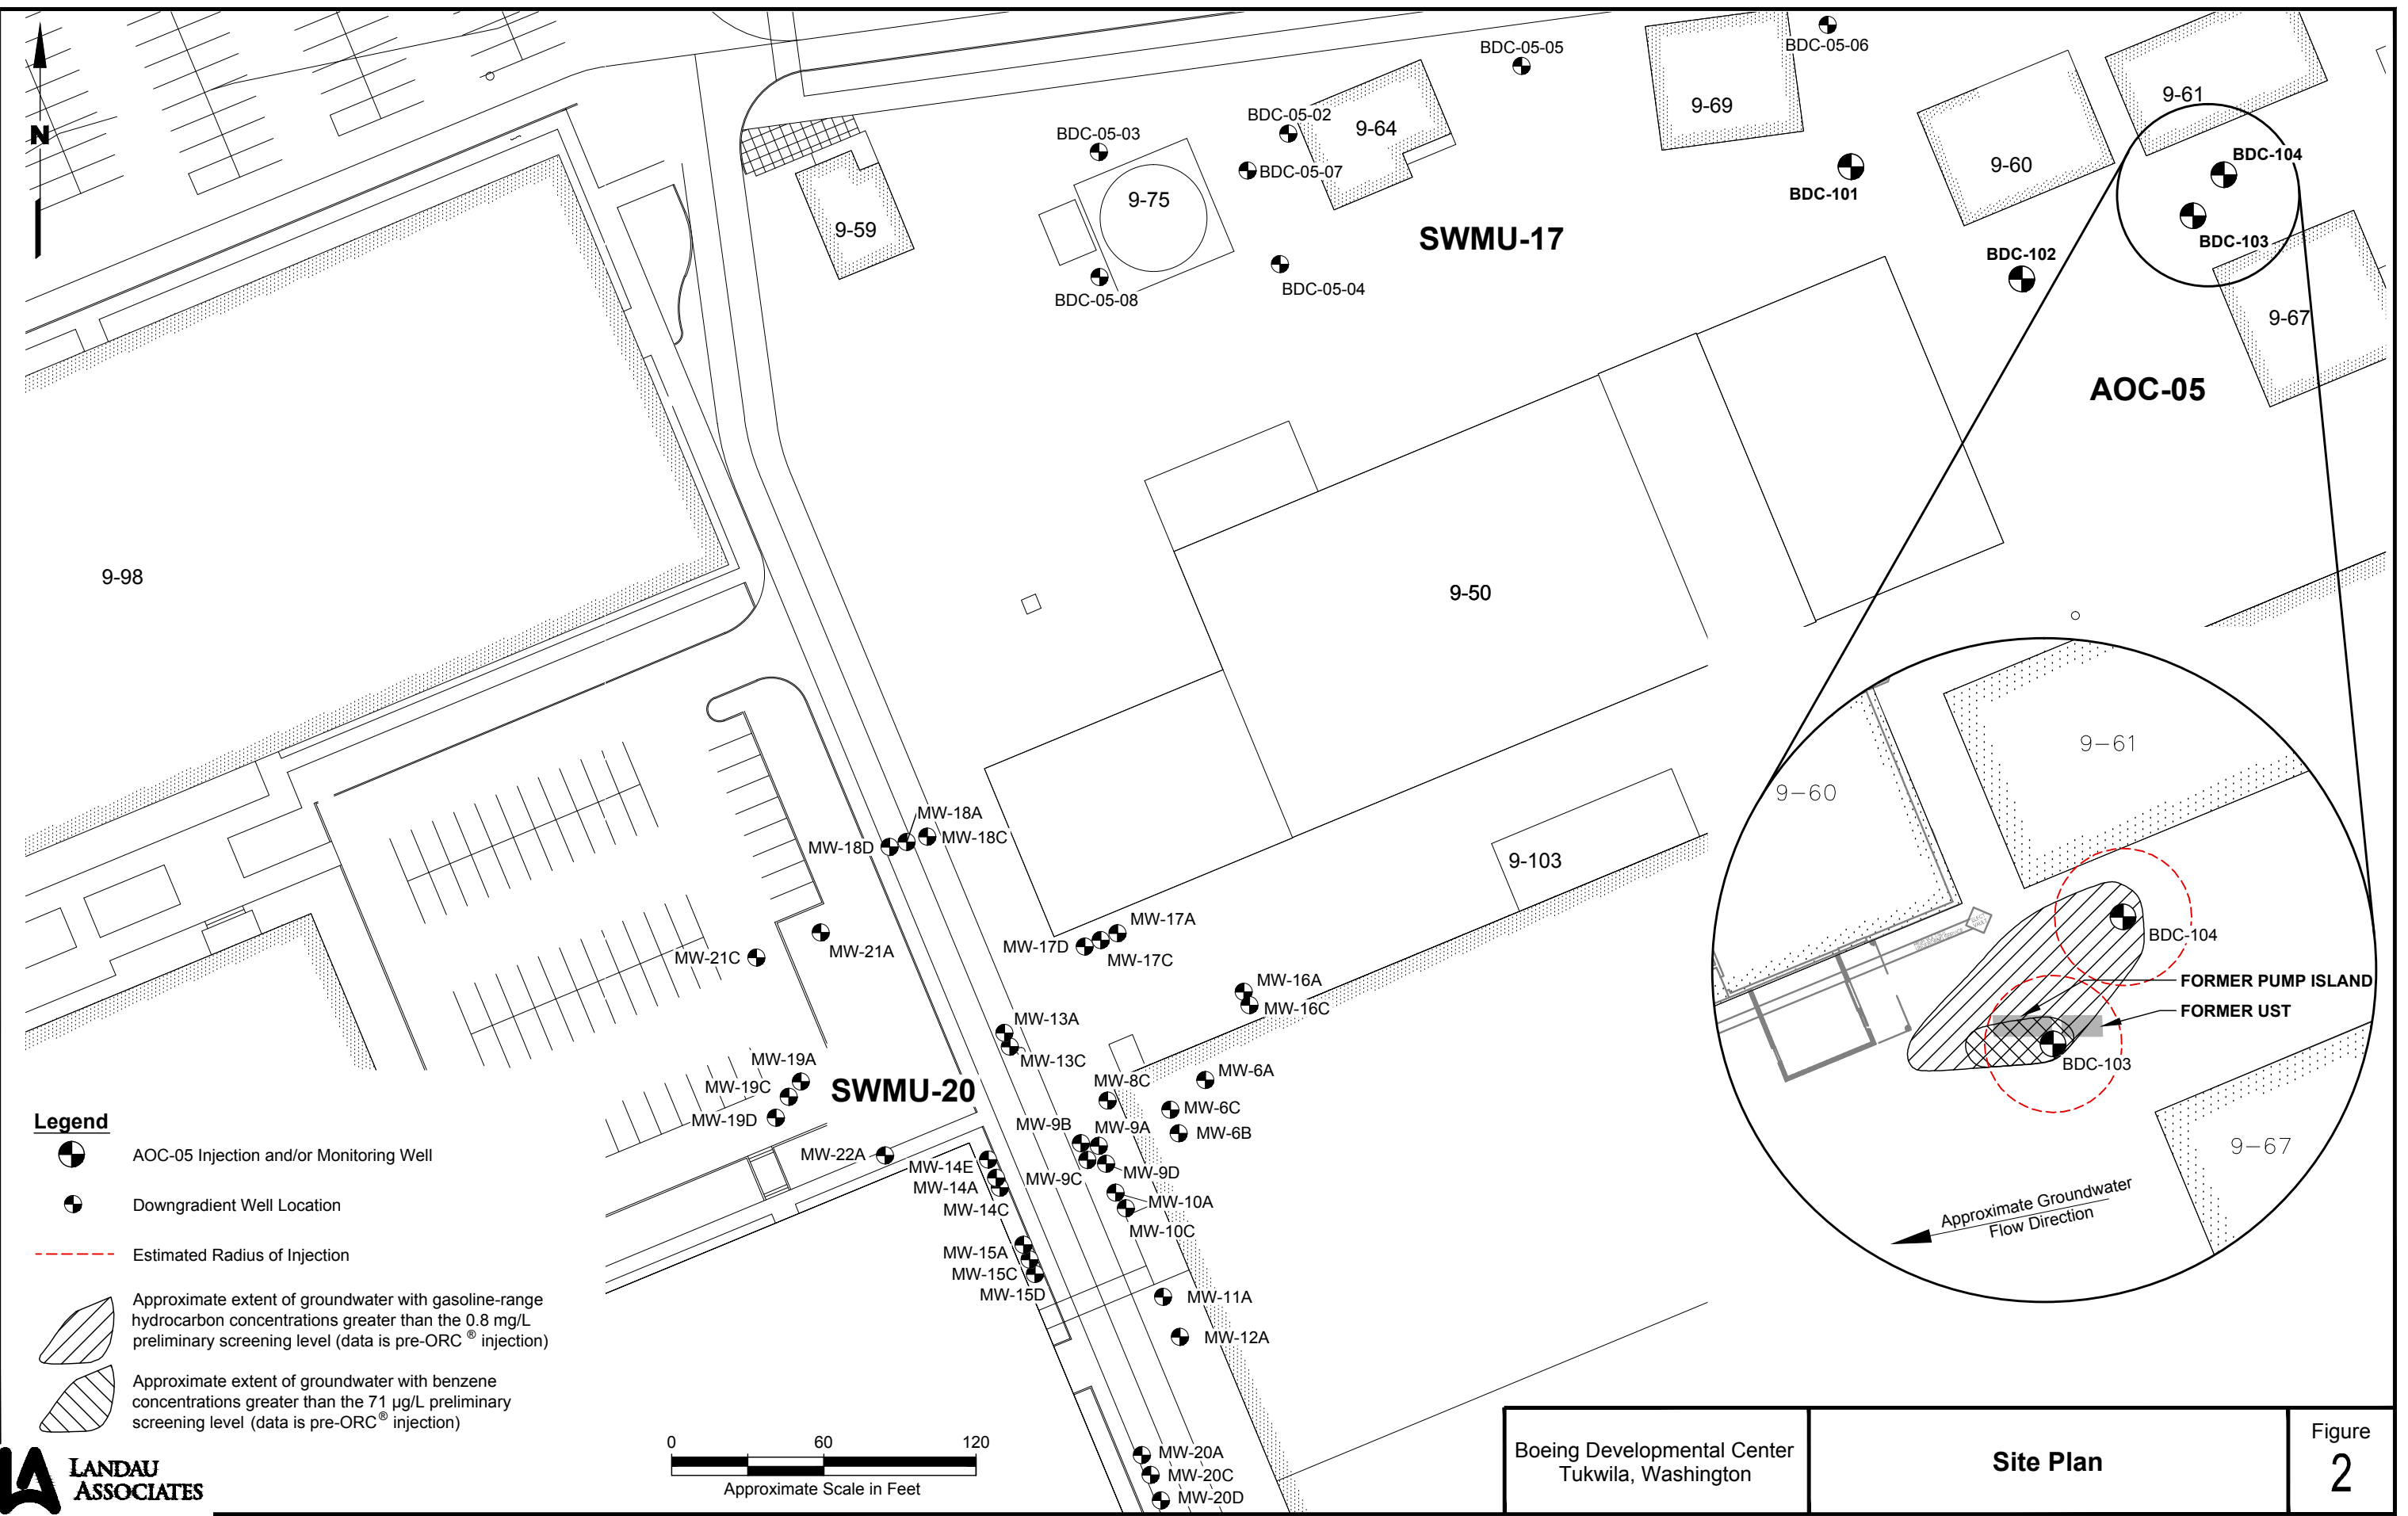 N
BDC-05-05
BDC-05-06
BDC-05-03
BDC-05-02
9-64
9-69
9-61
9-60
BDC-104
BDC-05-07
9-75
9-59
BDC-101
SWMU-17
BDC-103
BDC-102
BDC-05-08
BDC-05-04
9-67
AOC-05
9-98
9-50
9-103
MW-18A
MW-18D
MW-18C
MW-17A
MW-17D
MW-17C
MW-21C
MW-21A
MW-16A
MW-16C
MW-13A
MW-13C
MW-19A
MW-19C
MW-19D
SWMU-20
MW-8C
MW-6A
MW-6C
MW-6B
MW-9B
MW-9A
MW-9C
MW-9D
MW-22A
MW-14E
MW-14A
MW-14C
MW-10A
MW-10C
MW-15A
MW-15C
MW-15D
MW-11A
MW-12A
MW-20A
MW-20C
MW-20D
9-61
9-60
BDC-104
FORMER PUMP ISLAND
FORMER UST
BDC-103
9-67
Approximate Groundwater
Flow Direction
Legend
AOC-05 Injection and/or Monitoring Well
Downgradient Well Location
Estimated Radius of Injection
Approximate extent of groundwater with gasoline-range
hydrocarbon concentrations greater than the 0.8 mg/L
preliminary screening level (data is pre-ORC ® injection)
Approximate extent of groundwater with benzene
concentrations greater than the 71 µg/L preliminary
screening level (data is pre-ORC® injection)
LANDAU
ASSOCIATES
0 60 120
Approximate Scale in Feet
Boeing Developmental Center
Tukwila, Washington
Site Plan
Figure
2